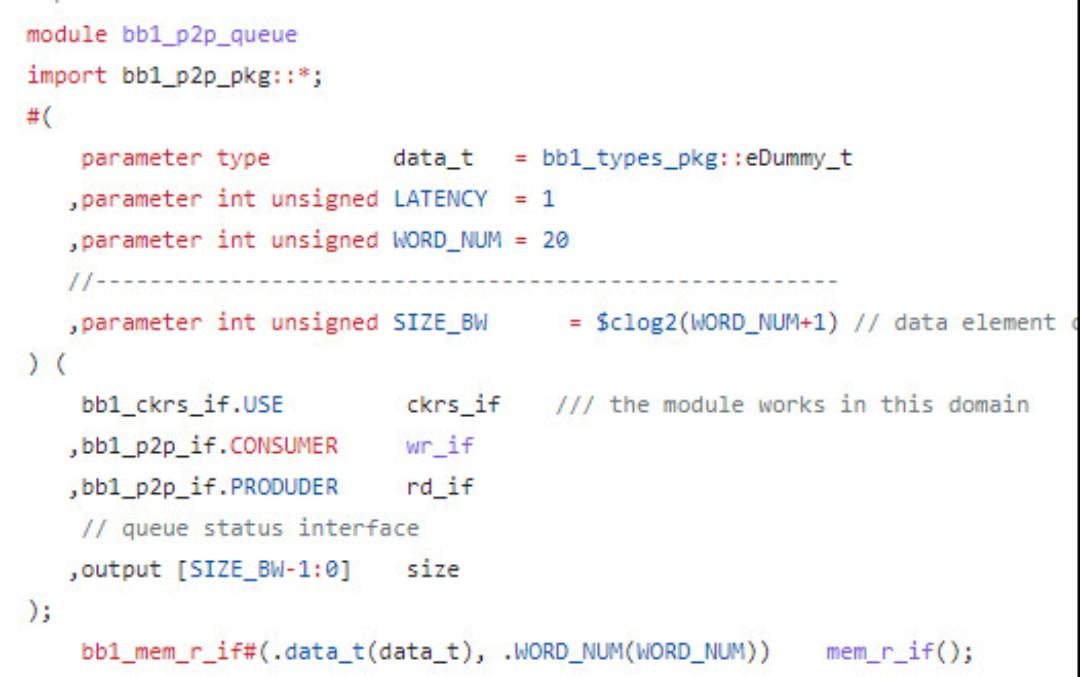 module bb1_p2p_queue
import bb1_p2p_pkg::*;
#(
    parameter type         data_t   = bb1_types_pkg::eDummy_t
   ,parameter int unsigned LATENCY  = 1
   ,parameter int unsigned WORD_NUM = 20
   //-------------------------------------------------------
   ,parameter int unsigned SIZE_BW      = $clog2(WORD_NUM+1) // data element
) (
    bb1_ckrs_if.USE         ckrs_if    /// the module works in this domain
   ,bb1_p2p_if.CONSUMER     wr_if
   ,bb1_p2p_if.PRODUDER     rd_if
    // queue status interface
   ,output [SIZE_BW-1:0]    size
);
    bb1_mem_r_if#(.data_t(data_t), .WORD_NUM(WORD_NUM))    mem_r_if();